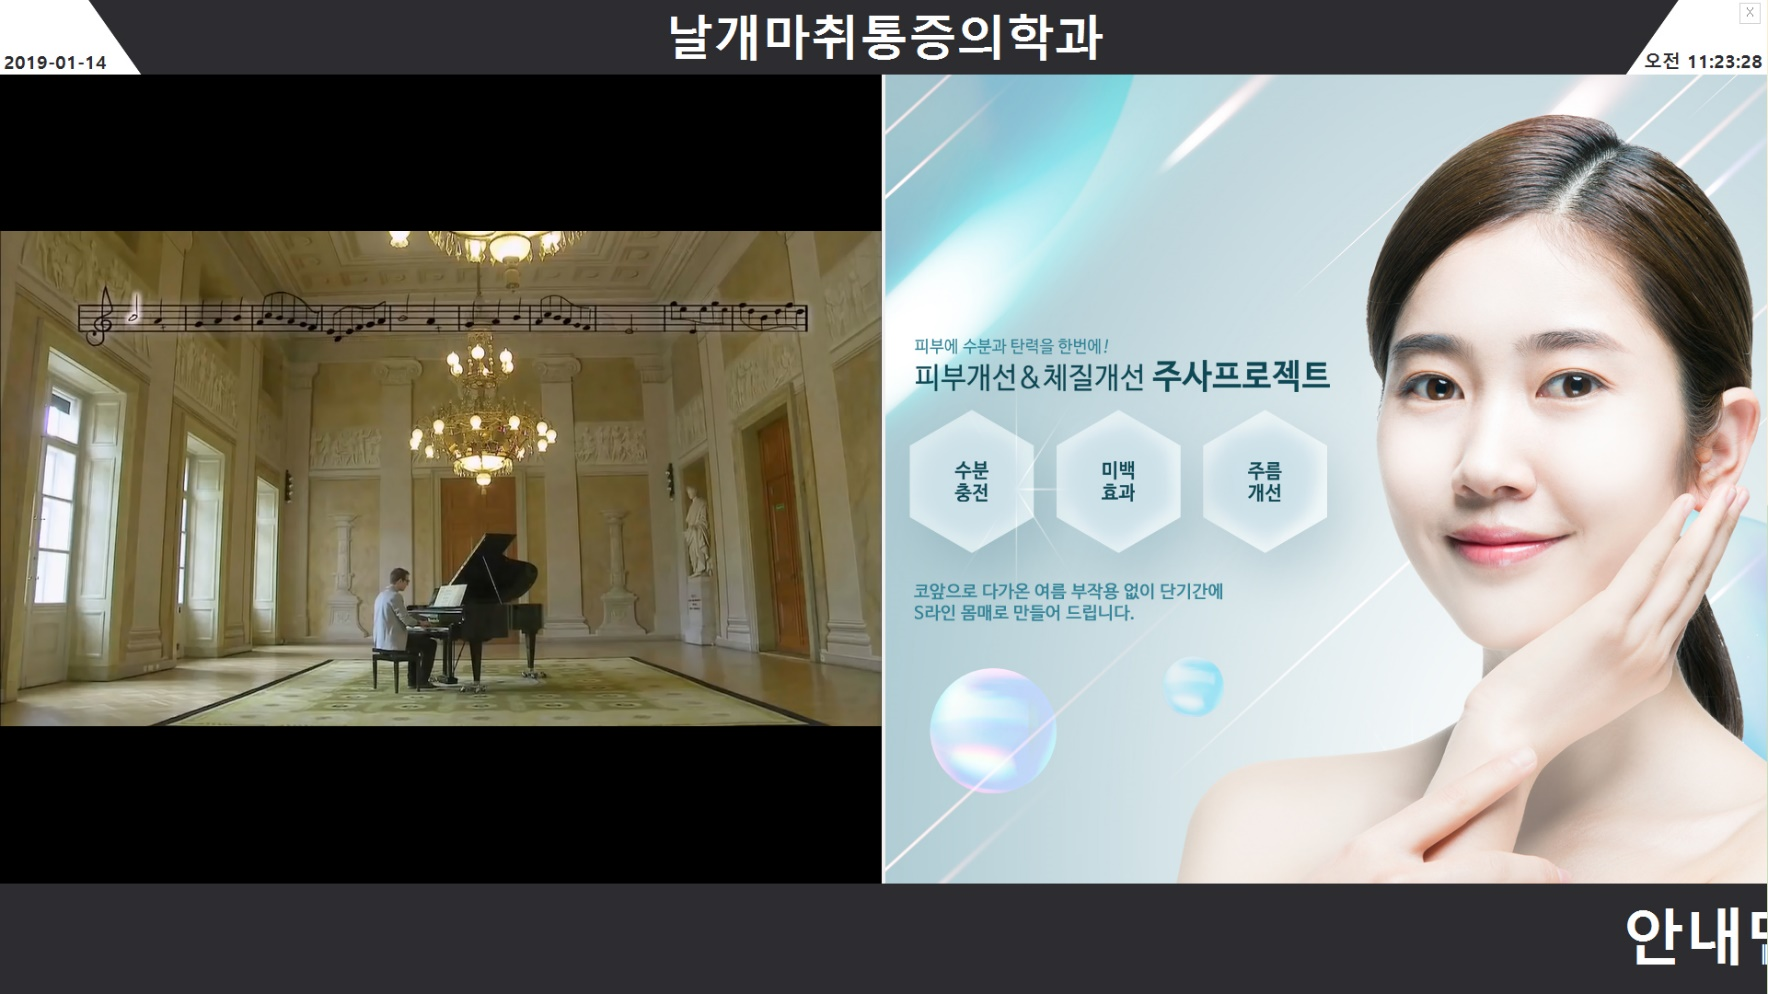 날개마취통증의학과
X
2019-01-14
오전 11:23:28
피부에 수분과 탄력을 한번에!
피부개선&체질개선 주사프로젝트
수분
충전
미백
효과
주름
개선
코앞으로 다가온 여름 부작용 없이 단기간에
S라인 몸매로 만들어 드립니다.
안내